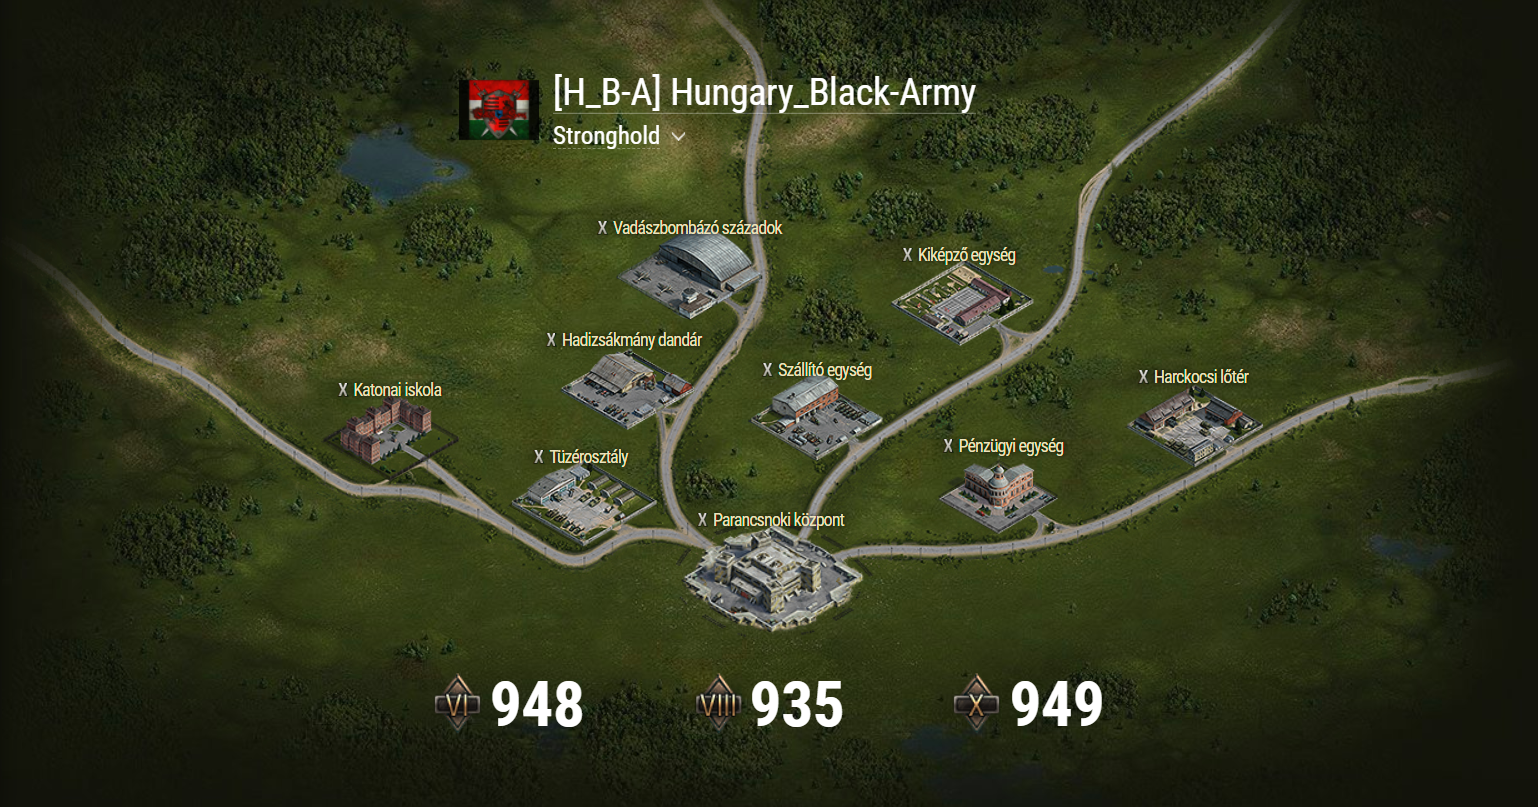 [H_B-A] Hungary_Black-Army
Stronghold
X Vadászbombázó századok
X Kiképző egység
X Hadizsákmány dandár
X Szállító egység
X Harckocsi lőtér
X Katonai iskola
X Pénzügyi egység
X Tüzérosztály
X Parancsnoki központ
VI 948
VIII 935
X 949